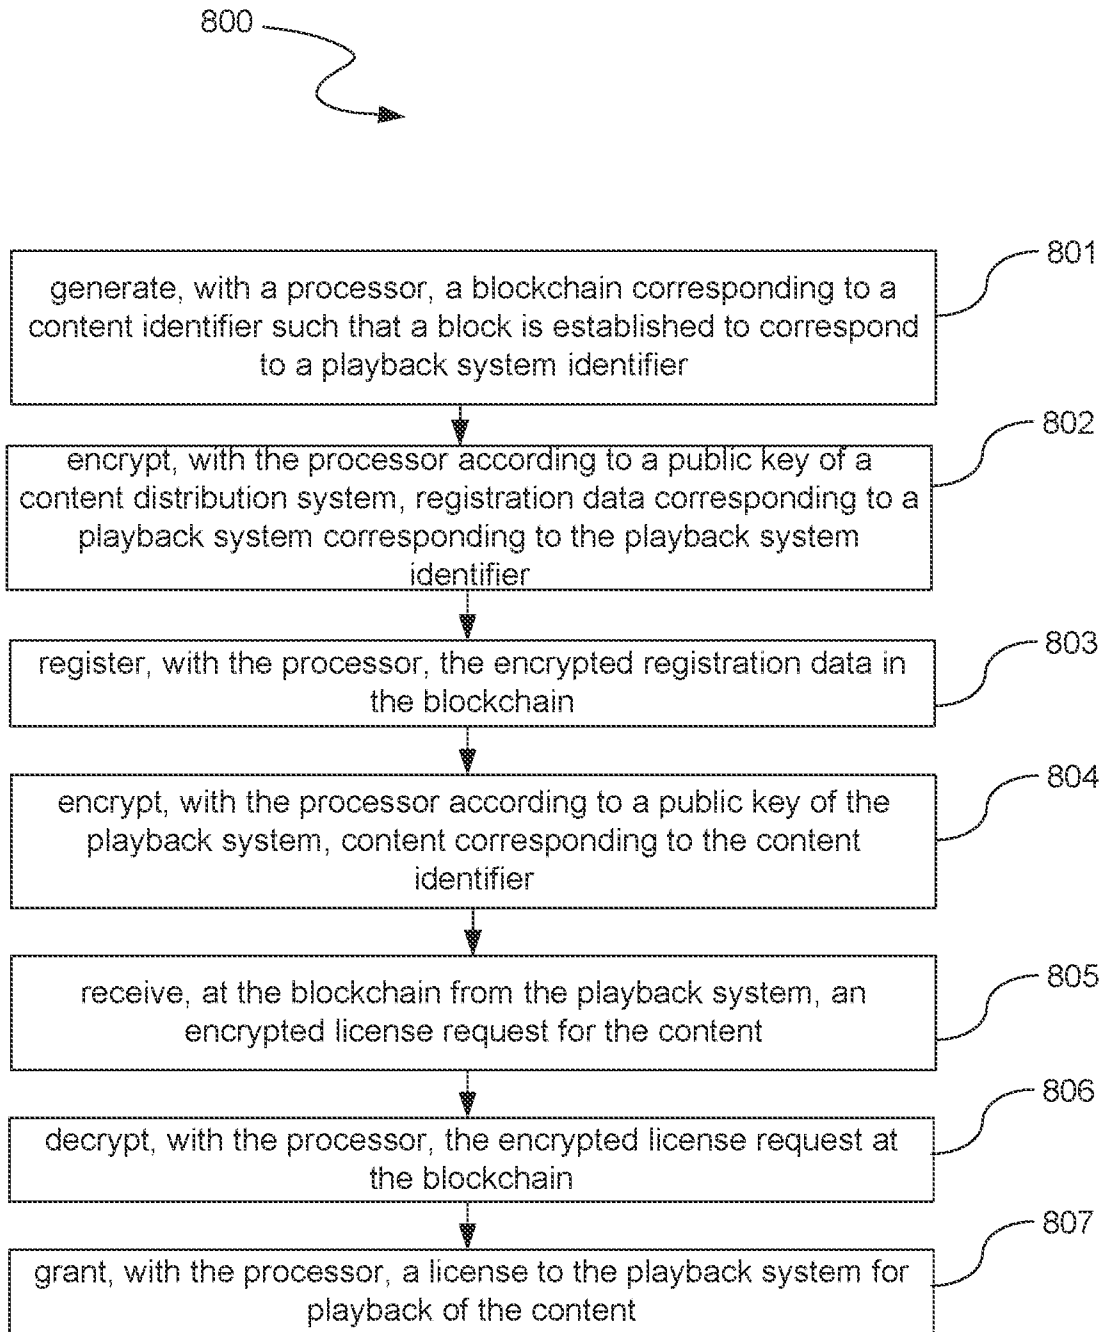 800
801
generate, with a processor, a blockchain corresponding to a
content identifier such that a block is established to correspond
to a playback system identifier
802
encrypt, with the processor according to a public key of a
content distribution system, registration data corresponding to a
playback system corresponding to the playback system
identifier
803
register, with the processor, the encrypted registration data in
the blockchain
804
encrypt, with the processor according to a public key of the
playback system, content corresponding to the content
identifier
805
receive, at the blockchain from the playback system, an
encrypted license request for the content
806
decrypt, with the processor, the encrypted license request at
the blockchain
807
grant, with the processor, a license to the playback system for
playback of the content